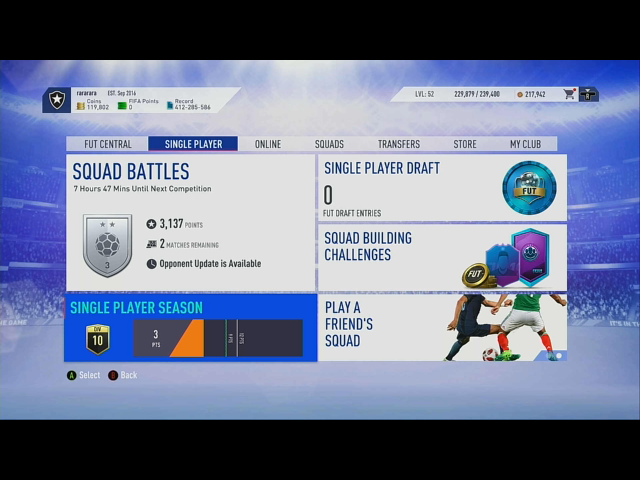 rararara EST. Sep 2016
Coins 119,802
FIFA Points 0
Record 412-285-586
LVL: 52 229,879 / 239,400 217,942
FUT CENTRAL SINGLE PLAYER ONLINE SQUADS TRANSFERS STORE MY CLUB
SQUAD BATTLES
7 Hours 47 Mins Until Next Competition
3
3,137 POINTS
2 MATCHES REMAINING
Opponent Update is Available
SINGLE PLAYER DRAFT
0
FUT DRAFT ENTRIES
FUT
SQUAD BUILDING
CHALLENGES
FUT
SINGLE PLAYER SEASON
DIV
10
3
PTS
PLAY A
FRIEND'S
SQUAD
A Select B Back